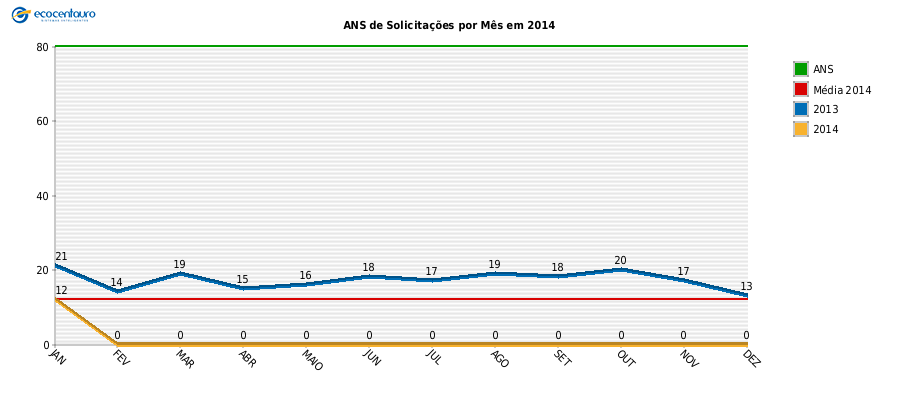 ecocentauro
ANS de Solicitações por Mês em 2014
80
60
40
20
0
21 14 19 15 16 18 17 19 18 20 17 13
12 0 0 0 0 0 0 0 0 0 0 0
JAN FEV MAR ABR MAIO JUN JUL AGO SET OUT NOV DEZ
ANS
Média 2014
2013
2014